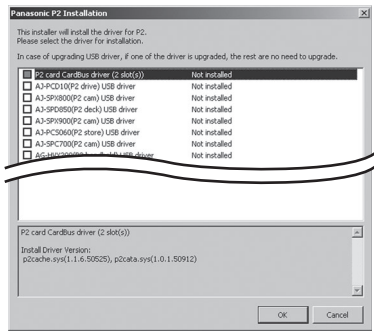 Panasonic P2 Installation
This installer will install the driver for P2.
Please select the driver for installation.
In case of upgrading USB driver, if one of the driver is upgraded, the rest are no need to upgrade.
P2 card CardBus driver (2 slot(s)) Not installed
AJ-PCD10(P2 drive) USB driver Not installed
AJ-SPX800(P2 cam) USB driver Not installed
AJ-SPD850(P2 deck) USB driver Not installed
AJ-SPX900(P2 cam) USB driver Not installed
AJ-PCS060(P2 store) USB driver Not installed
AJ-SPC700(P2 cam) USB driver Not installed
USB driver Not installed
P2 card CardBus driver (2 slot(s))
Install Driver Version:
p2cache.sys(1.1.6.50525), p2cata.sys(1.0.1.50912)
OK Cancel